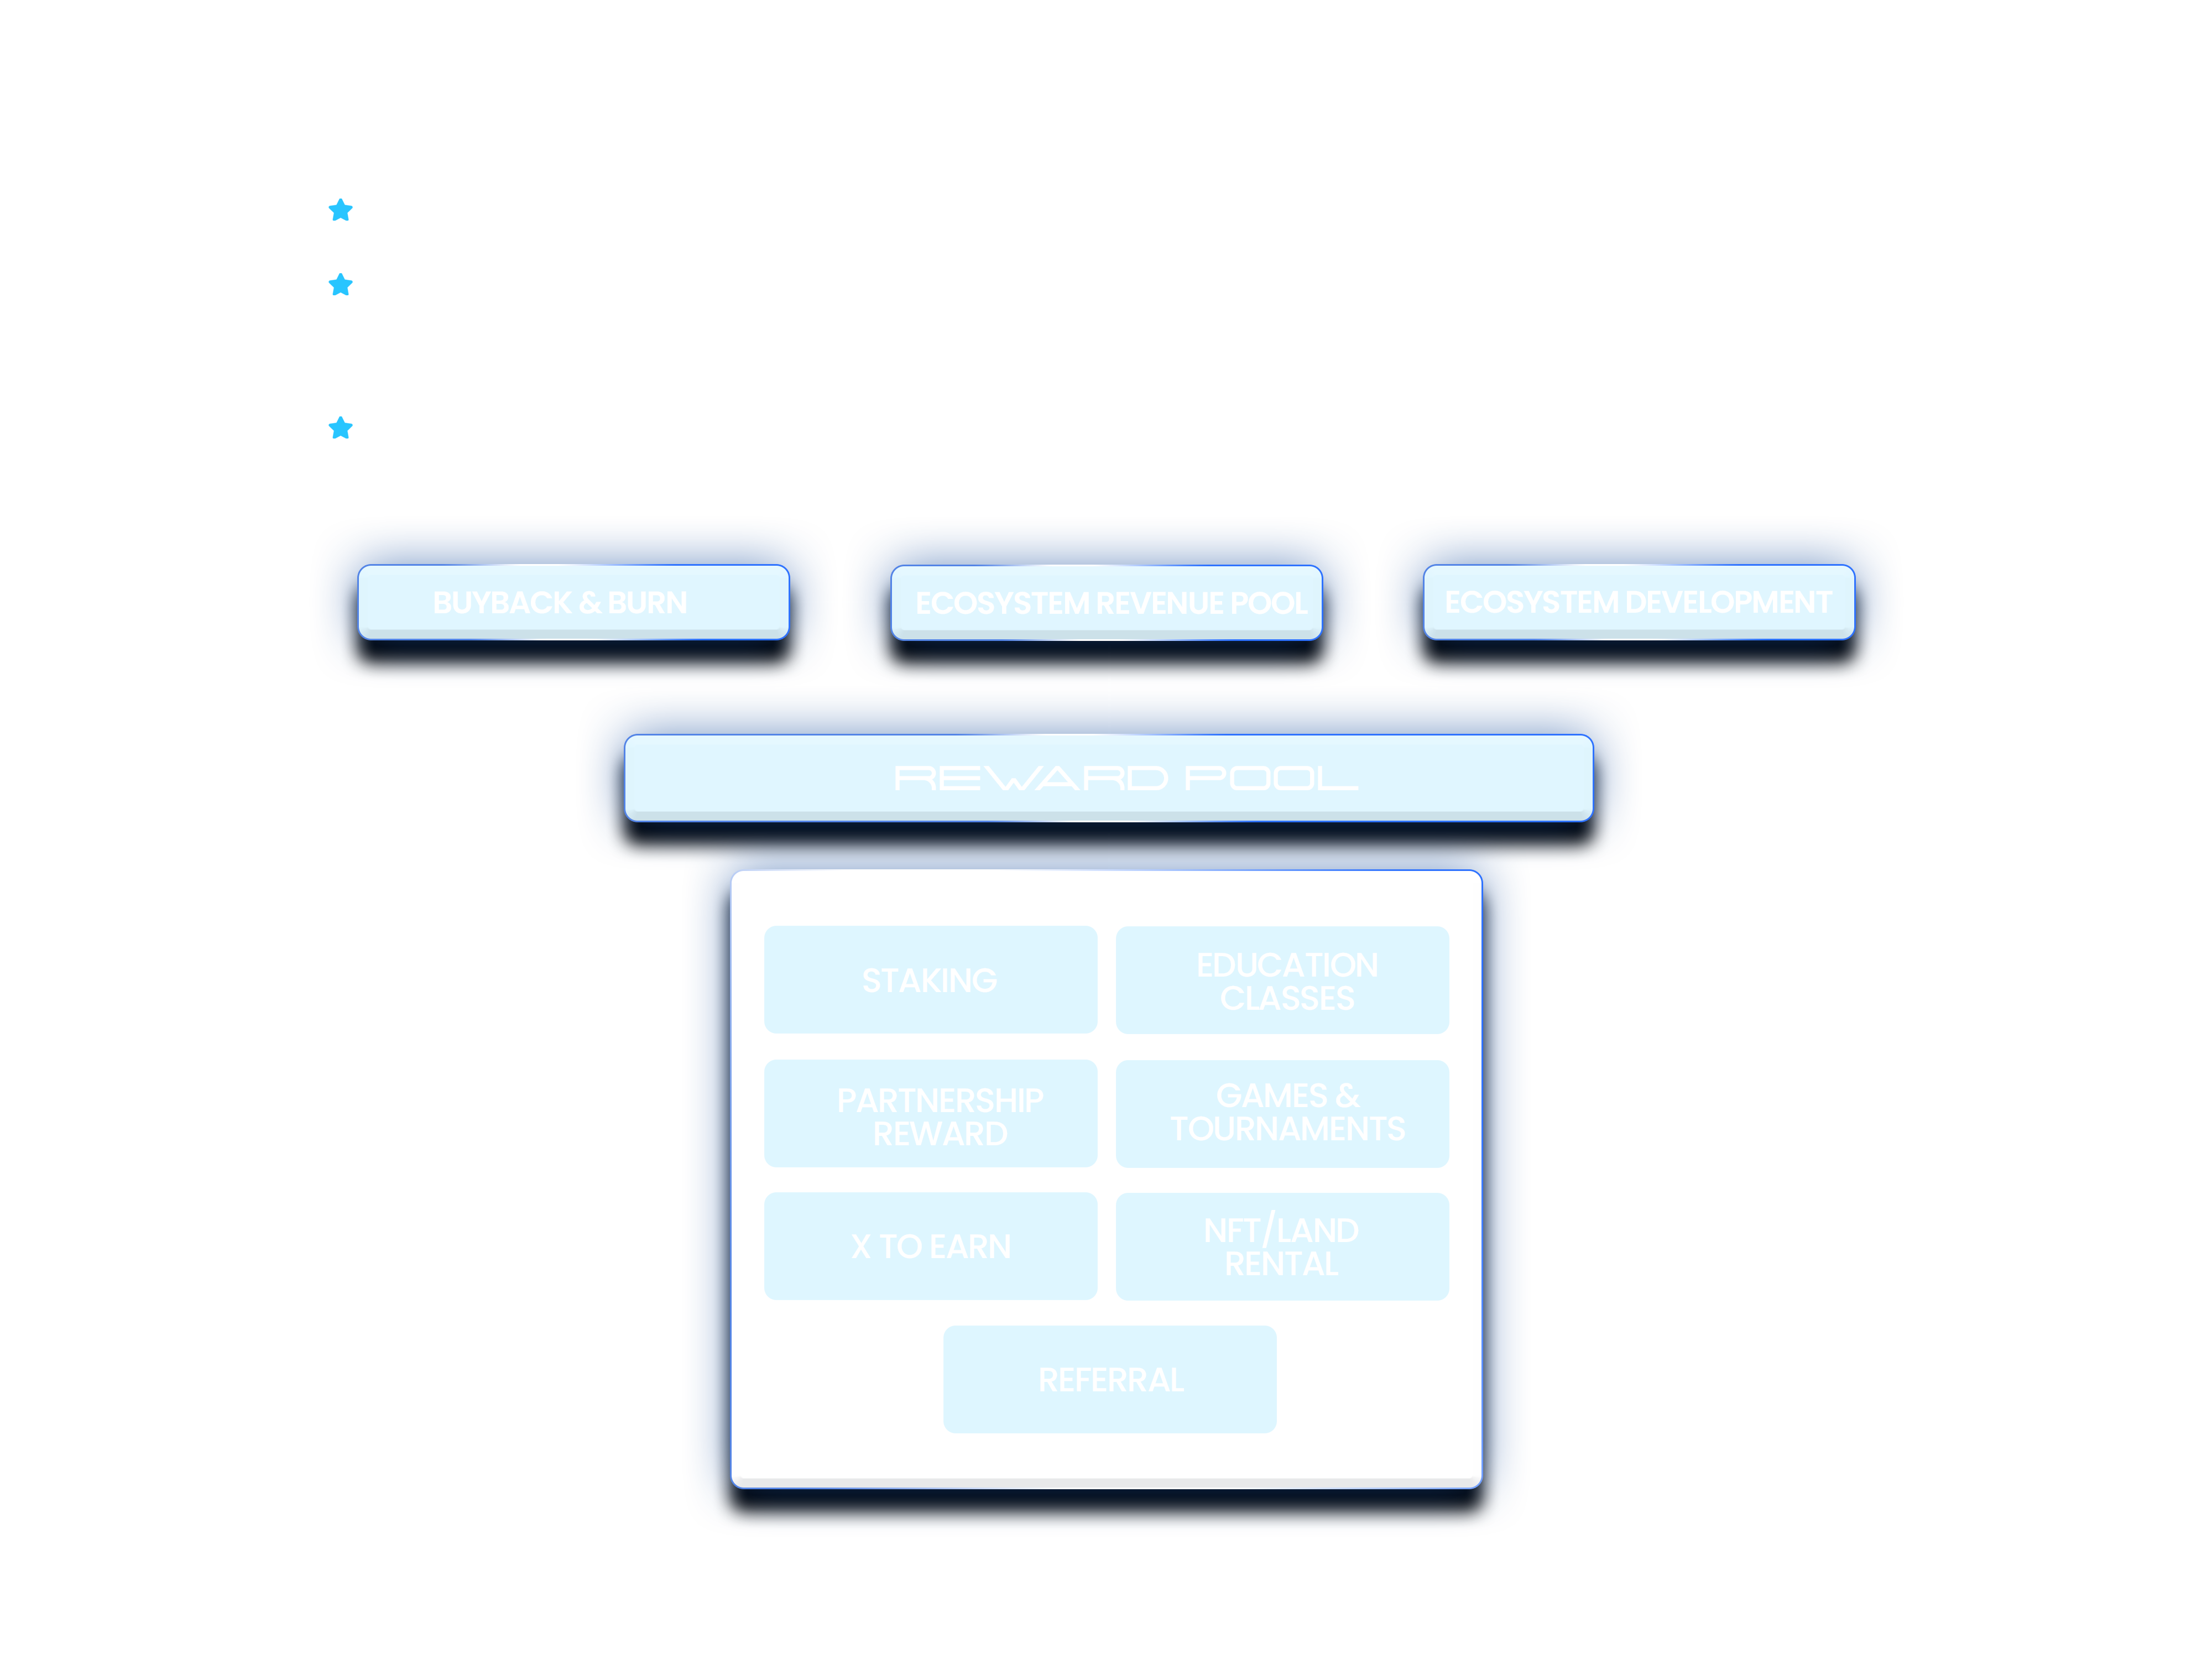 BUYBACK & BURN
ECOSYSTEM REVENUE POOL
ECOSYSTEM DEVELOPMENT
REWARD POOL
STAKING
EDUCATION
CLASSES
PARTNERSHIP
REWARD
GAMES &
TOURNAMENTS
X TO EARN
NFT/LAND
RENTAL
REFERRAL